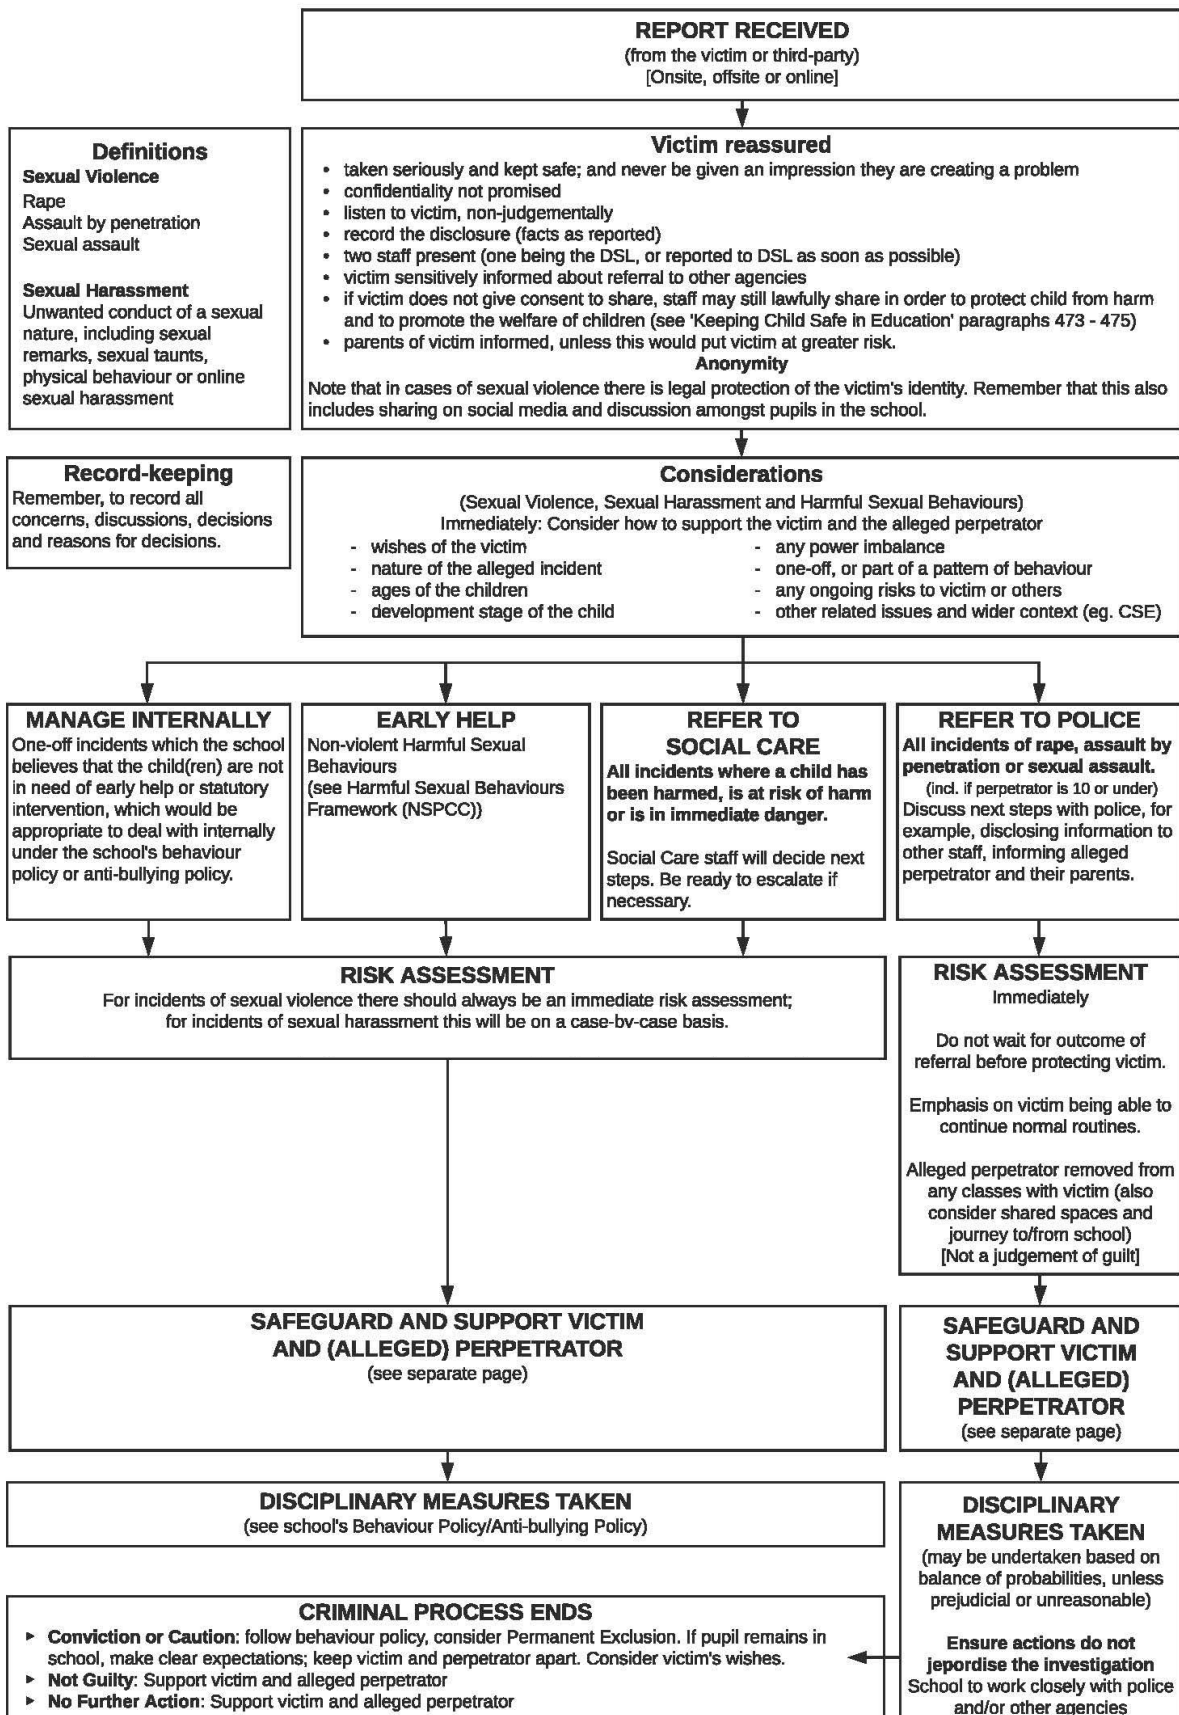 REPORT RECEIVED
(from the victim or third-party)
[Onsite, offsite or online]
Definitions
Sexual Violence
Rape
Assault by penetration
Sexual assault
Sexual Harassment
Unwanted conduct of a sexual
nature, including sexual
remarks, sexual taunts,
physical behaviour or online
sexual harassment
Victim reassured
• taken seriously and kept safe; and never be given an impression they are creating a problem
• confidentiality not promised
• listen to victim, non-judgementally
• record the disclosure (facts as reported)
• two staff present (one being the DSL, or reported to DSL as soon as possible)
• victim sensitively informed about referral to other agencies
• if victim does not give consent to share, staff may still lawfully share in order to protect child from harm
and to promote the welfare of children (see 'Keeping Child Safe in Education' paragraphs 473 - 475)
• parents of victim informed, unless this would put victim at greater risk.
Anonymity
Note that in cases of sexual violence there is legal protection of the victim's identity. Remember that this also
includes sharing on social media and discussion amongst pupils in the school.
Record-keeping
Remember, to record all
concerns, discussions, decisions
and reasons for decisions.
Considerations
(Sexual Violence, Sexual Harassment and Harmful Sexual Behaviours)
Immediately: Consider how to support the victim and the alleged perpetrator
- wishes of the victim
- nature of the alleged incident
- ages of the children
- development stage of the child
- any power imbalance
- one-off, or part of a pattern of behaviour
- any ongoing risks to victim or others
- other related issues and wider context (eg. CSE)
MANAGE INTERNALLY
One-off incidents which the school
believes that the child(ren) are not
in need of early help or statutory
intervention, which would be
appropriate to deal with internally
under the school's behaviour
policy or anti-bullying policy.
EARLY HELP
Non-violent Harmful Sexual
Behaviours
(see Harmful Sexual Behaviours
Framework (NSPCC))
REFER TO
SOCIAL CARE
All incidents where a child has
been harmed, is at risk of harm
or is in immediate danger.
Social Care staff will decide next
steps. Be ready to escalate if
necessary.
REFER TO POLICE
All incidents of rape, assault by
penetration or sexual assault.
(incl. if perpetrator is 10 or under)
Discuss next steps with police, for
example, disclosing information to
other staff, informing alleged
perpetrator and their parents.
RISK ASSESSMENT
For incidents of sexual violence there should always be an immediate risk assessment;
for incidents of sexual harassment this will be on a case-by-case basis.
RISK ASSESSMENT
Immediately
Do not wait for outcome of
referral before protecting victim.
Emphasis on victim being able to
continue normal routines.
Alleged perpetrator removed from
any classes with victim (also
consider shared spaces and
journey to/from school)
[Not a judgement of guilt]
SAFEGUARD AND SUPPORT VICTIM
AND (ALLEGED) PERPETRATOR
(see separate page)
SAFEGUARD AND
SUPPORT VICTIM
AND (ALLEGED)
PERPETRATOR
(see separate page)
DISCIPLINARY MEASURES TAKEN
(see school's Behaviour Policy/Anti-bullying Policy)
DISCIPLINARY
MEASURES TAKEN
(may be undertaken based on
balance of probabilities, unless
prejudicial or unreasonable)
Ensure actions do not
jepordise the investigation
School to work closely with police
and/or other agencies
CRIMINAL PROCESS ENDS
► Conviction or Caution: follow behaviour policy, consider Permanent Exclusion. If pupil remains in
school, make clear expectations; keep victim and perpetrator apart. Consider victim's wishes.
► Not Guilty: Support victim and alleged perpetrator
► No Further Action: Support victim and alleged perpetrator